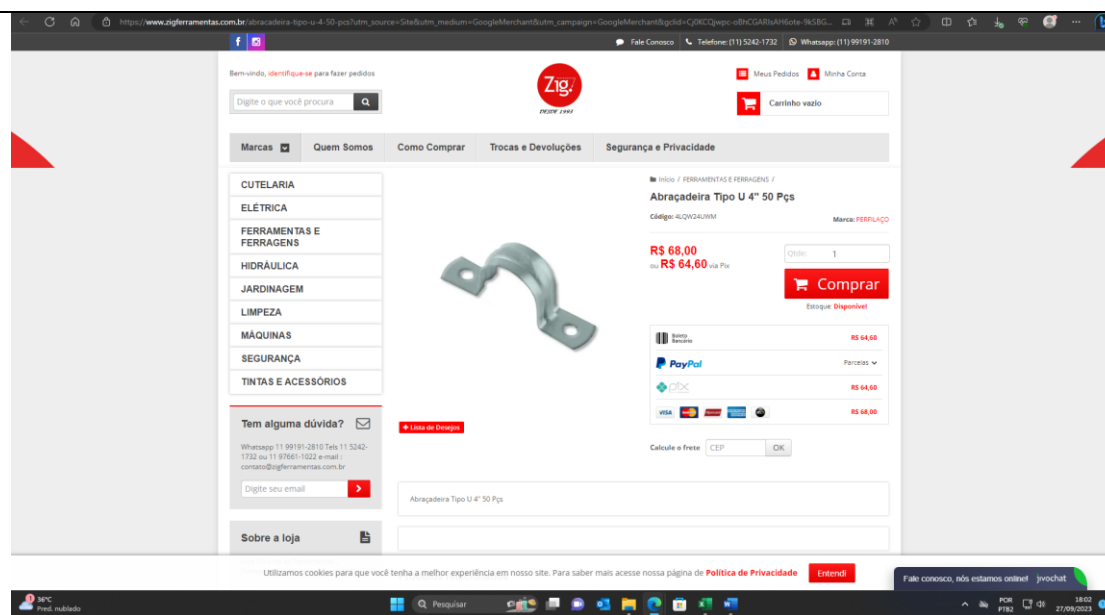 https://www.zigferramentas.com.br/abracadeira-tipo-u-4-50-pcs?utm_source=Site&utm_medium=GoogleMerchant&utm_campaign=GoogleMerchant&gclid=
Fale Conosco Telefone: (11) 5242-1732 Whatsapp: (11) 99191-2810
Bem-vindo, identifique-se para fazer pedidos
Meus Pedidos Minha Conta
Digite o que você procura
Zig.
DESDE 1993
Carrinho vazio
Marcas Quem Somos Como Comprar Trocas e Devoluções Segurança e Privacidade
CUTELARIA
ELÉTRICA
FERRAMENTAS E
FERRAGENS
HIDRÁULICA
JARDINAGEM
LIMPEZA
MÁQUINAS
SEGURANÇA
TINTAS E ACESSÓRIOS
Início / FERRAMENTAS E FERRAGENS /
Abraçadeira Tipo U 4" 50 Pçs
Código: 4LQW24UWM
Marca: PERFILAÇO
R$ 68,00
ou R$ 64,60 via Pix
Qtde: 1
Comprar
Estoque: Disponível
Boleto
Bancário
R$ 64,60
PayPal Parcelas
pix R$ 64,60
VISA R$ 68,00
Calcule o frete CEP OK
+ Lista de Desejos
Tem alguma dúvida?
Whatsapp 11 99191-2810 Tels 11 5242-
1732 ou 11 97661-1022 e-mail :
contato@zigferramentas.com.br
Digite seu email
Abraçadeira Tipo U 4" 50 Pçs
Sobre a loja
Utilizamos cookies para que você tenha a melhor experiência em nosso site. Para saber mais acesse nossa página de Política de Privacidade Entendi
Fale conosco, nós estamos online! jivochat
36°C
Pred. nublado
Pesquisar
POR
PTB2
18:02
27/09/2023